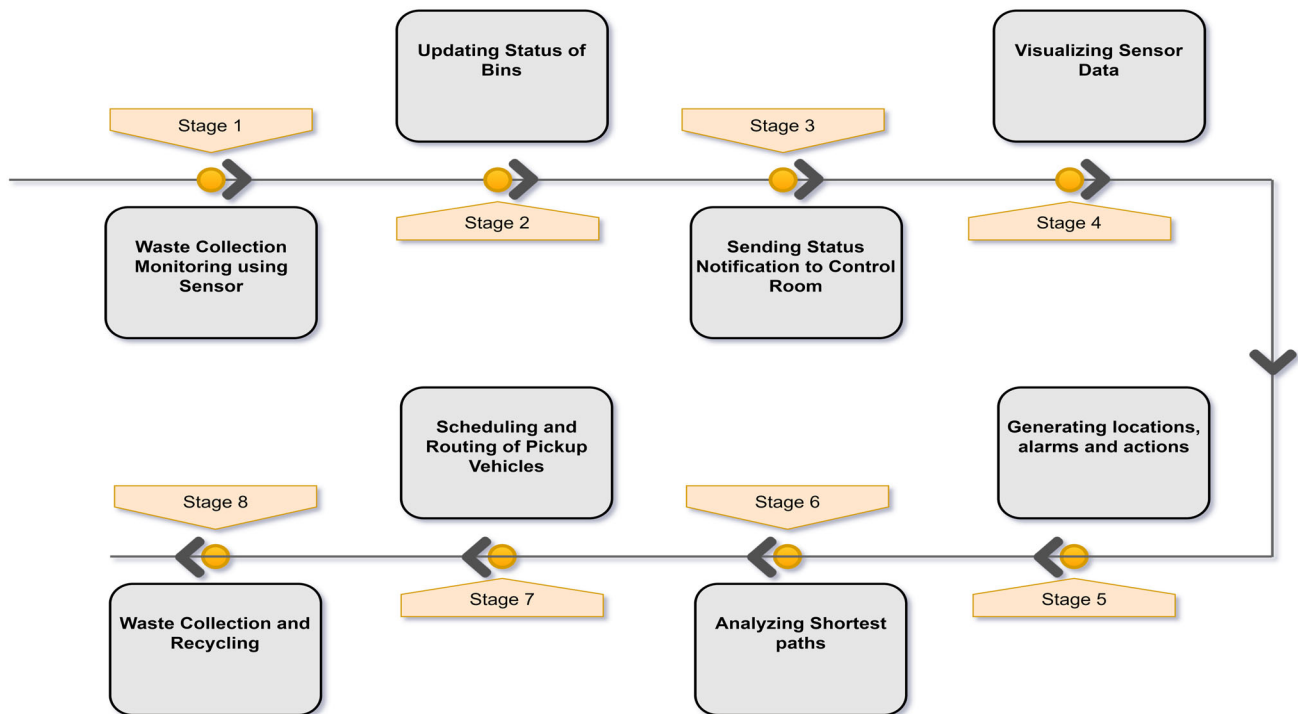 Updating Status of
Bins
Visualizing Sensor
Data
Stage 1
Stage 3
Waste Collection
Monitoring using
Sensor
Stage 2
Sending Status
Notification to Control
Room
Stage 4
Scheduling and
Routing of Pickup
Vehicles
Generating locations,
alarms and actions
Stage 8
Stage 6
Waste Collection and
Recycling
Stage 7
Analyzing Shortest
paths
Stage 5